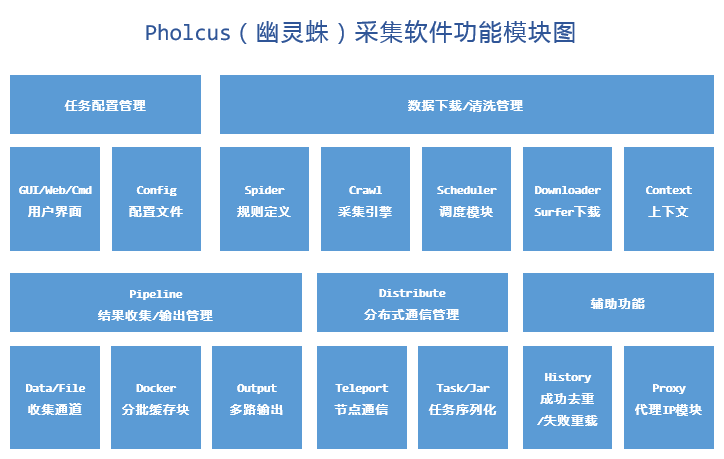 Pholcus(幽灵蛛)采集软件功能模块图
任务配置管理
数据下载/清洗管理
GUI/Web/Cmd
用户界面
Config
配置文件
Spider
规则定义
Crawl
采集引擎
Scheduler
调度模块
Downloader
Surfer下载
Context
上下文
Pipeline
结果收集/输出管理
Distribute
分布式通信管理
辅助功能
Data/File
收集通道
Docker
分批缓存块
Output
多路输出
Teleport
节点通信
Task/Jar
任务序列化
History
成功去重
/失败重载
Proxy
代理IP模块